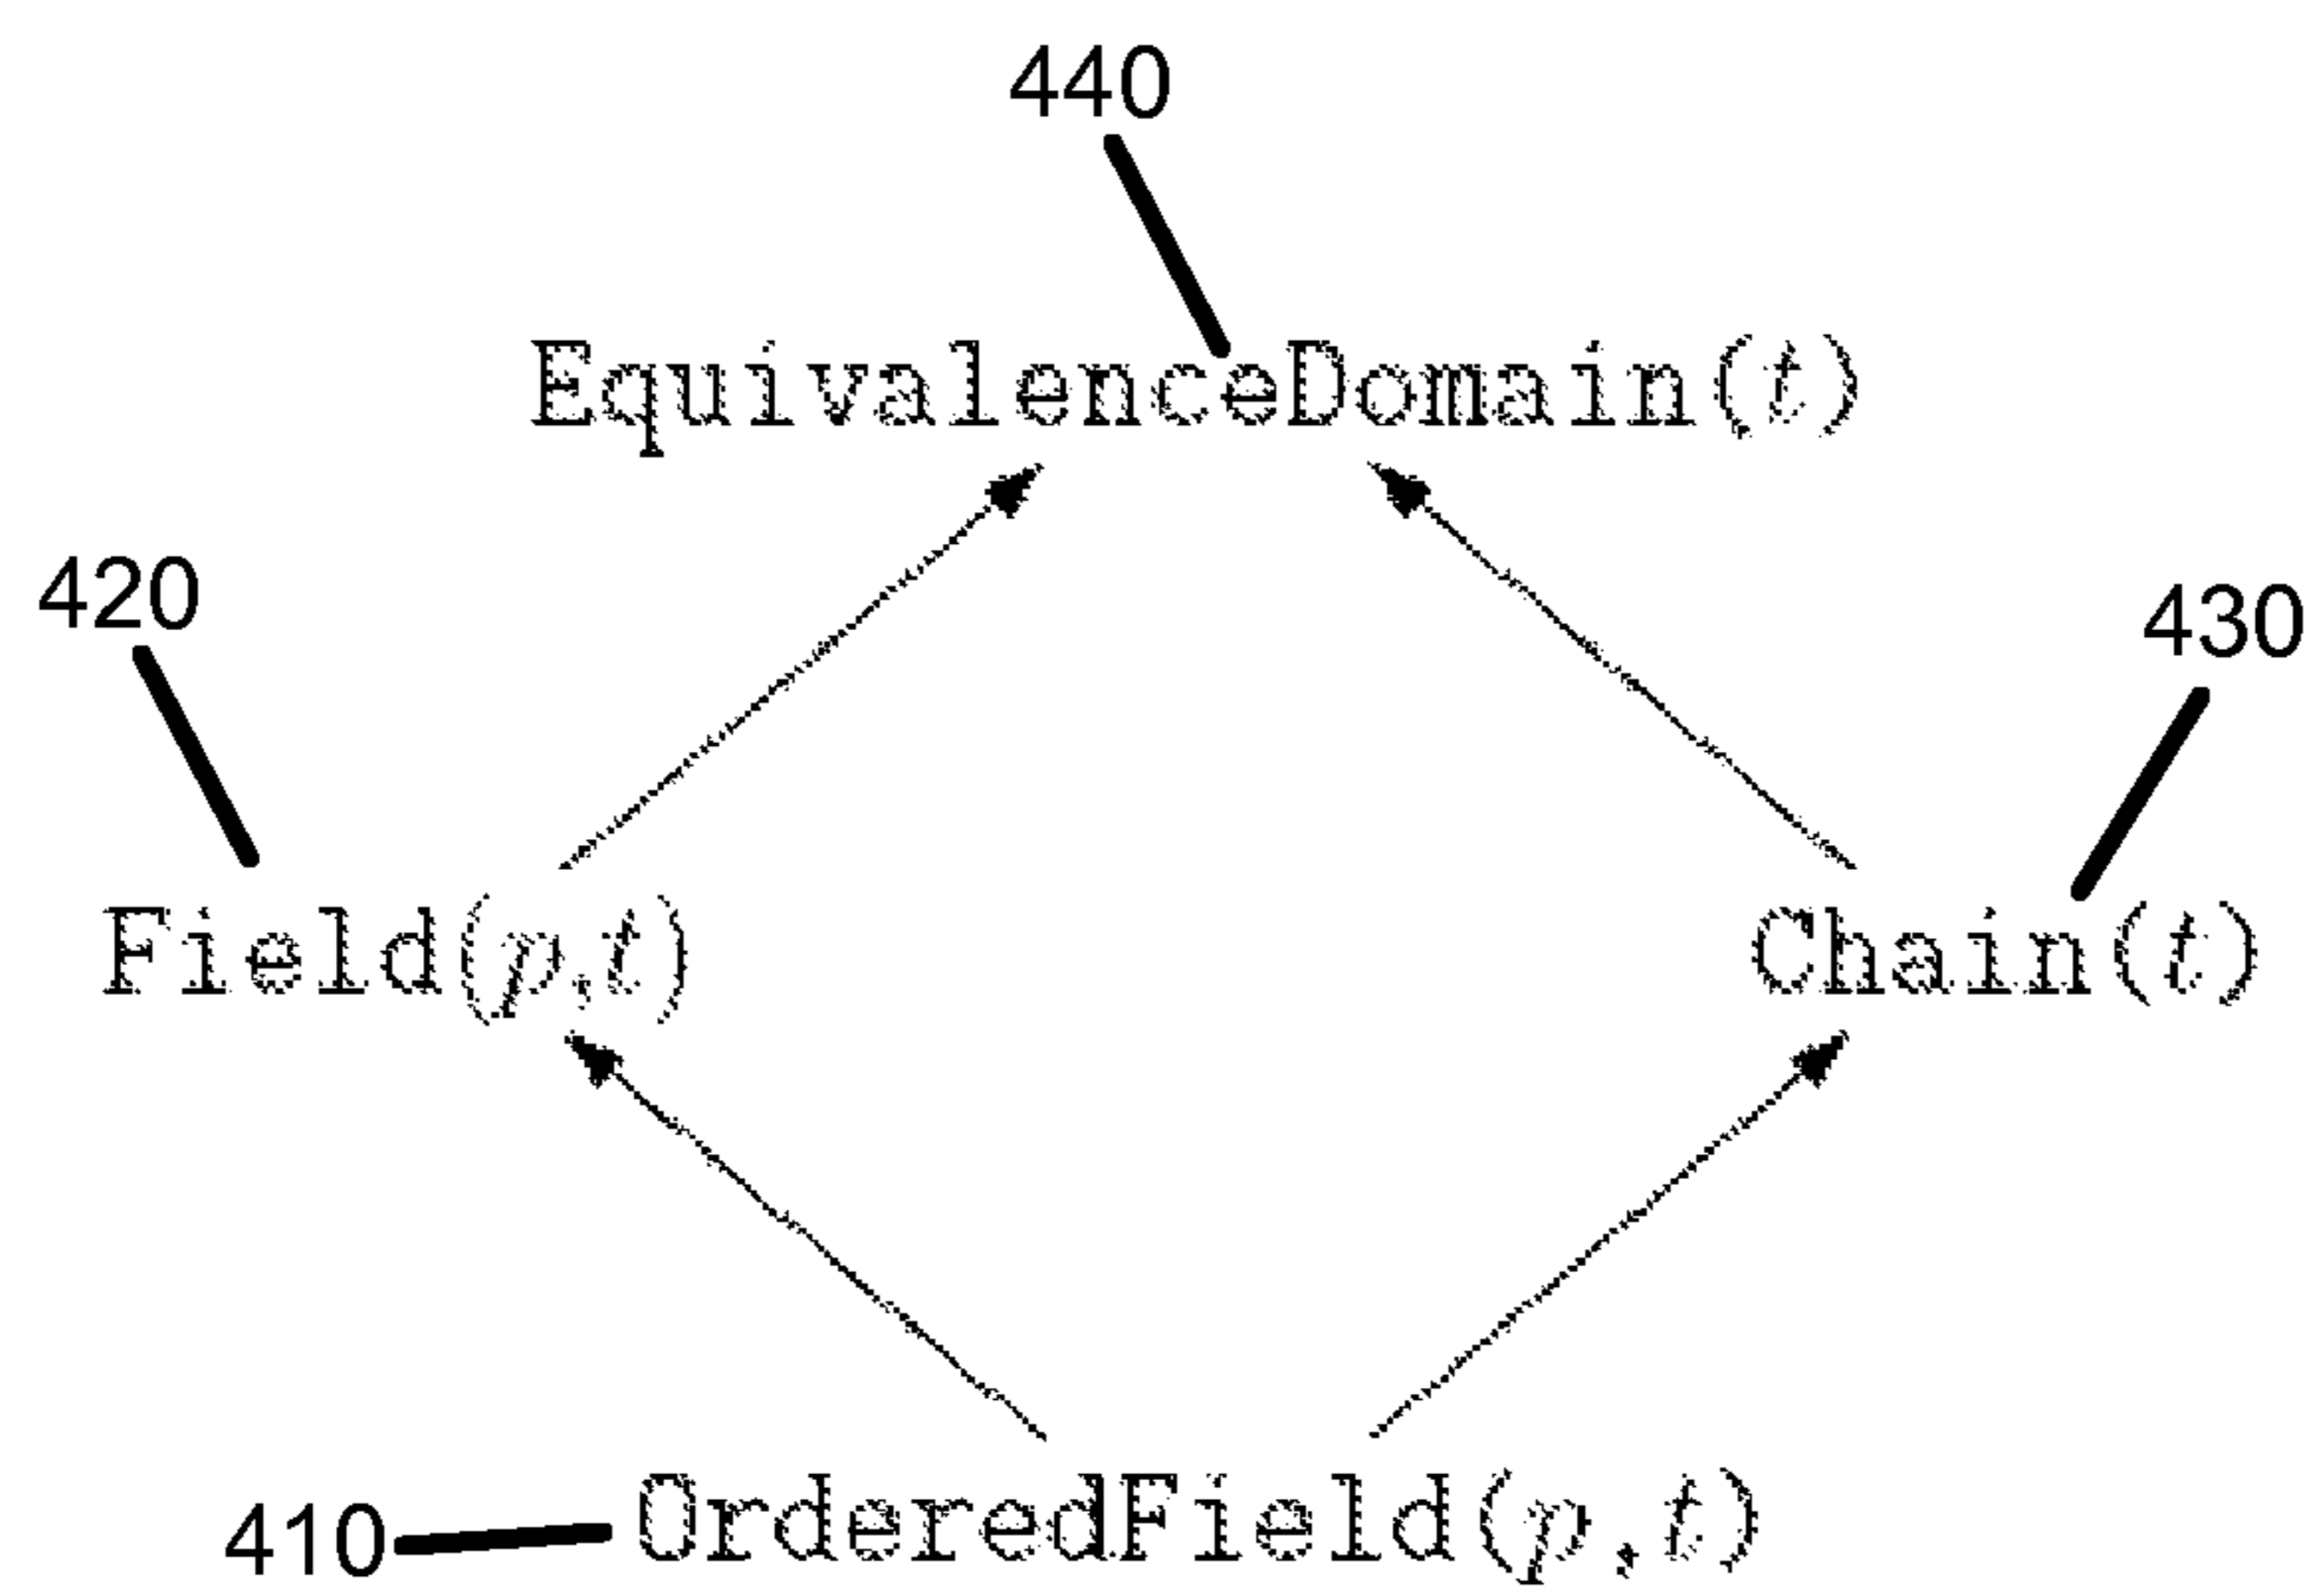 440
EquivalenceDomain(t)
420
430
Field(p,t)
Chain(t)
410
OrderedField(p,t)